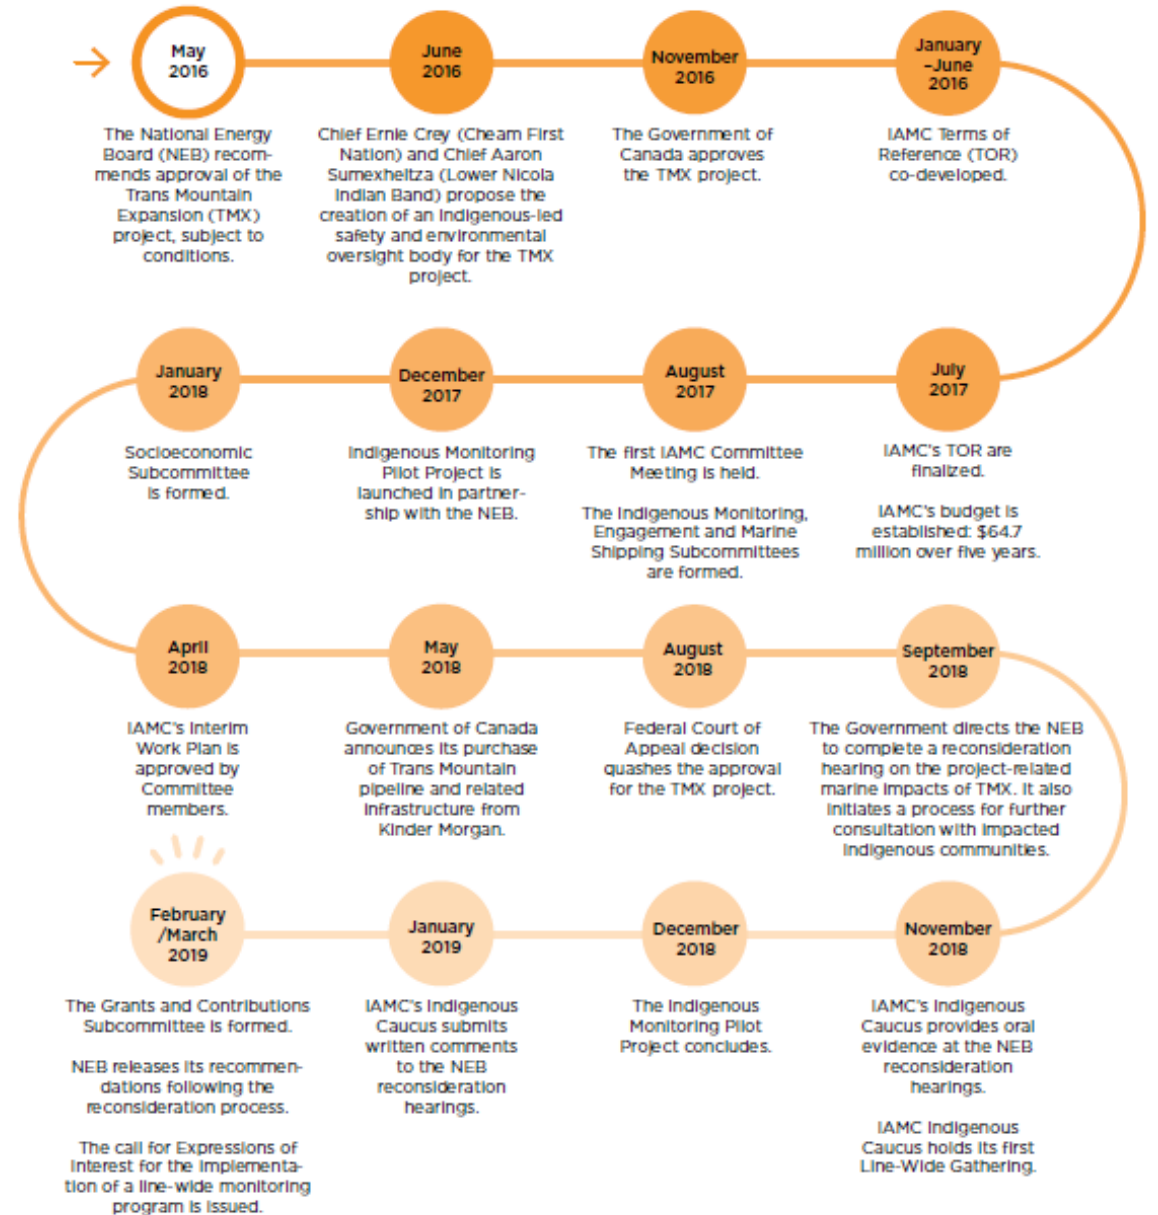 May
2016
The National Energy
Board (NEB) recom-
mends approval of the
Trans Mountain
Expansion (TMX)
project, subject to
conditions.
June
2016
Chief Ernie Crey (Cheam First
Nation) and Chief Aaron
Sumexheltza (Lower Nicola
Indian Band) propose the
creation of an Indigenous-led
safety and environmental
oversight body for the TMX
project.
November
2016
The Government of
Canada approves
the TMX project.
January
-June
2016
IAMC Terms of
Reference (TOR)
co-developed.
July
2017
IAMC's TOR are
finalized.
IAMC's budget is
established: $64.7
million over five years.
August
2017
The first IAMC Committee
Meeting is held.
The Indigenous Monitoring,
Engagement and Marine
Shipping Subcommittees
are formed.
December
2017
Indigenous Monitoring
Pilot Project is
launched in partner-
ship with the NEB.
January
2018
Socioeconomic
Subcommittee
is formed.
April
2018
IAMC's Interim
Work Plan is
approved by
Committee
members.
May
2018
Government of Canada
announces its purchase
of Trans Mountain
pipeline and related
infrastructure from
Kinder Morgan.
August
2018
Federal Court of
Appeal decision
quashes the approval
for the TMX project.
September
2018
The Government directs the NEB
to complete a reconsideration
hearing on the project-related
marine impacts of TMX. It also
initiates a process for further
consultation with impacted
Indigenous communities.
November
2018
IAMC's Indigenous
Caucus provides oral
evidence at the NEB
reconsideration
hearings.
IAMC Indigenous
Caucus holds its first
Line-Wide Gathering.
December
2018
The Indigenous
Monitoring Pilot
Project concludes.
January
2019
IAMC's Indigenous
Caucus submits
written comments
to the NEB
reconsideration
hearings.
February
/March
2019
The Grants and Contributions
Subcommittee is formed.
NEB releases its recommen-
dations following the
reconsideration process.
The call for Expressions of
Interest for the implementa-
tion of a line-wide monitoring
program is issued.